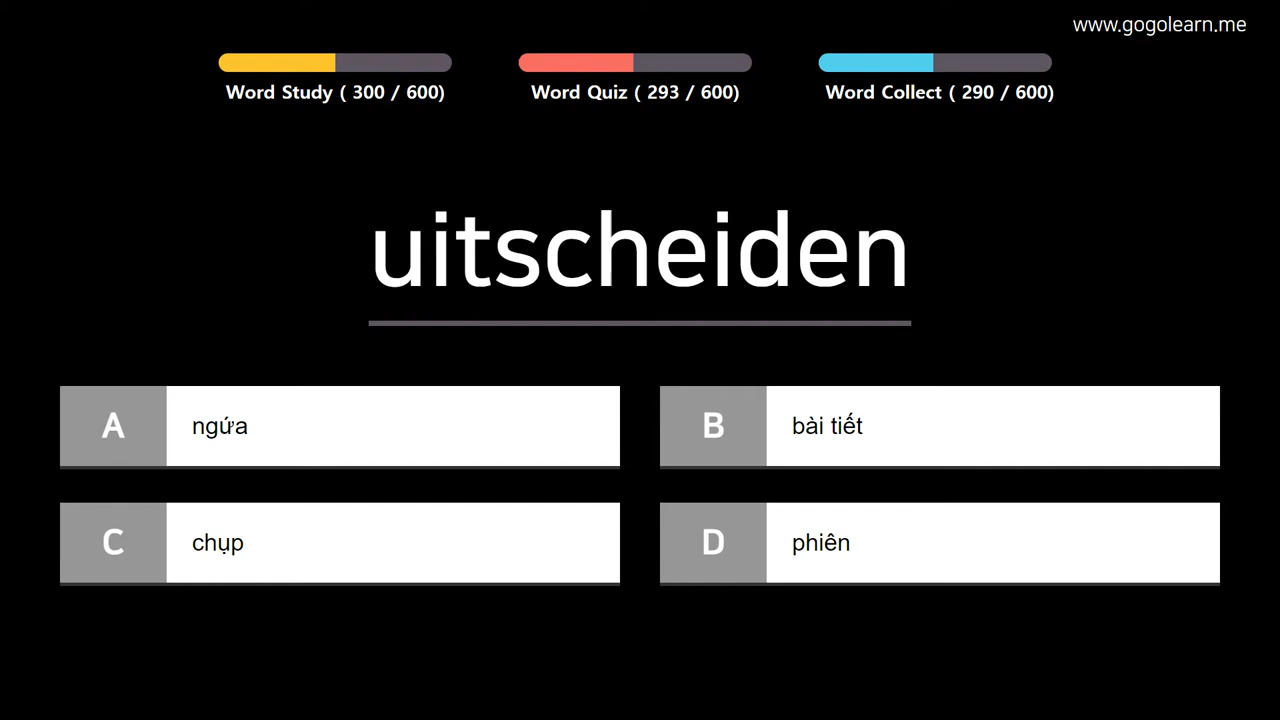 www.gogolearn.me
Word Study ( 300 / 600)
Word Quiz ( 293 / 600)
Word Collect ( 290 / 600)
uitscheiden
A ngứa
B bài tiết
C chụp
D phiên